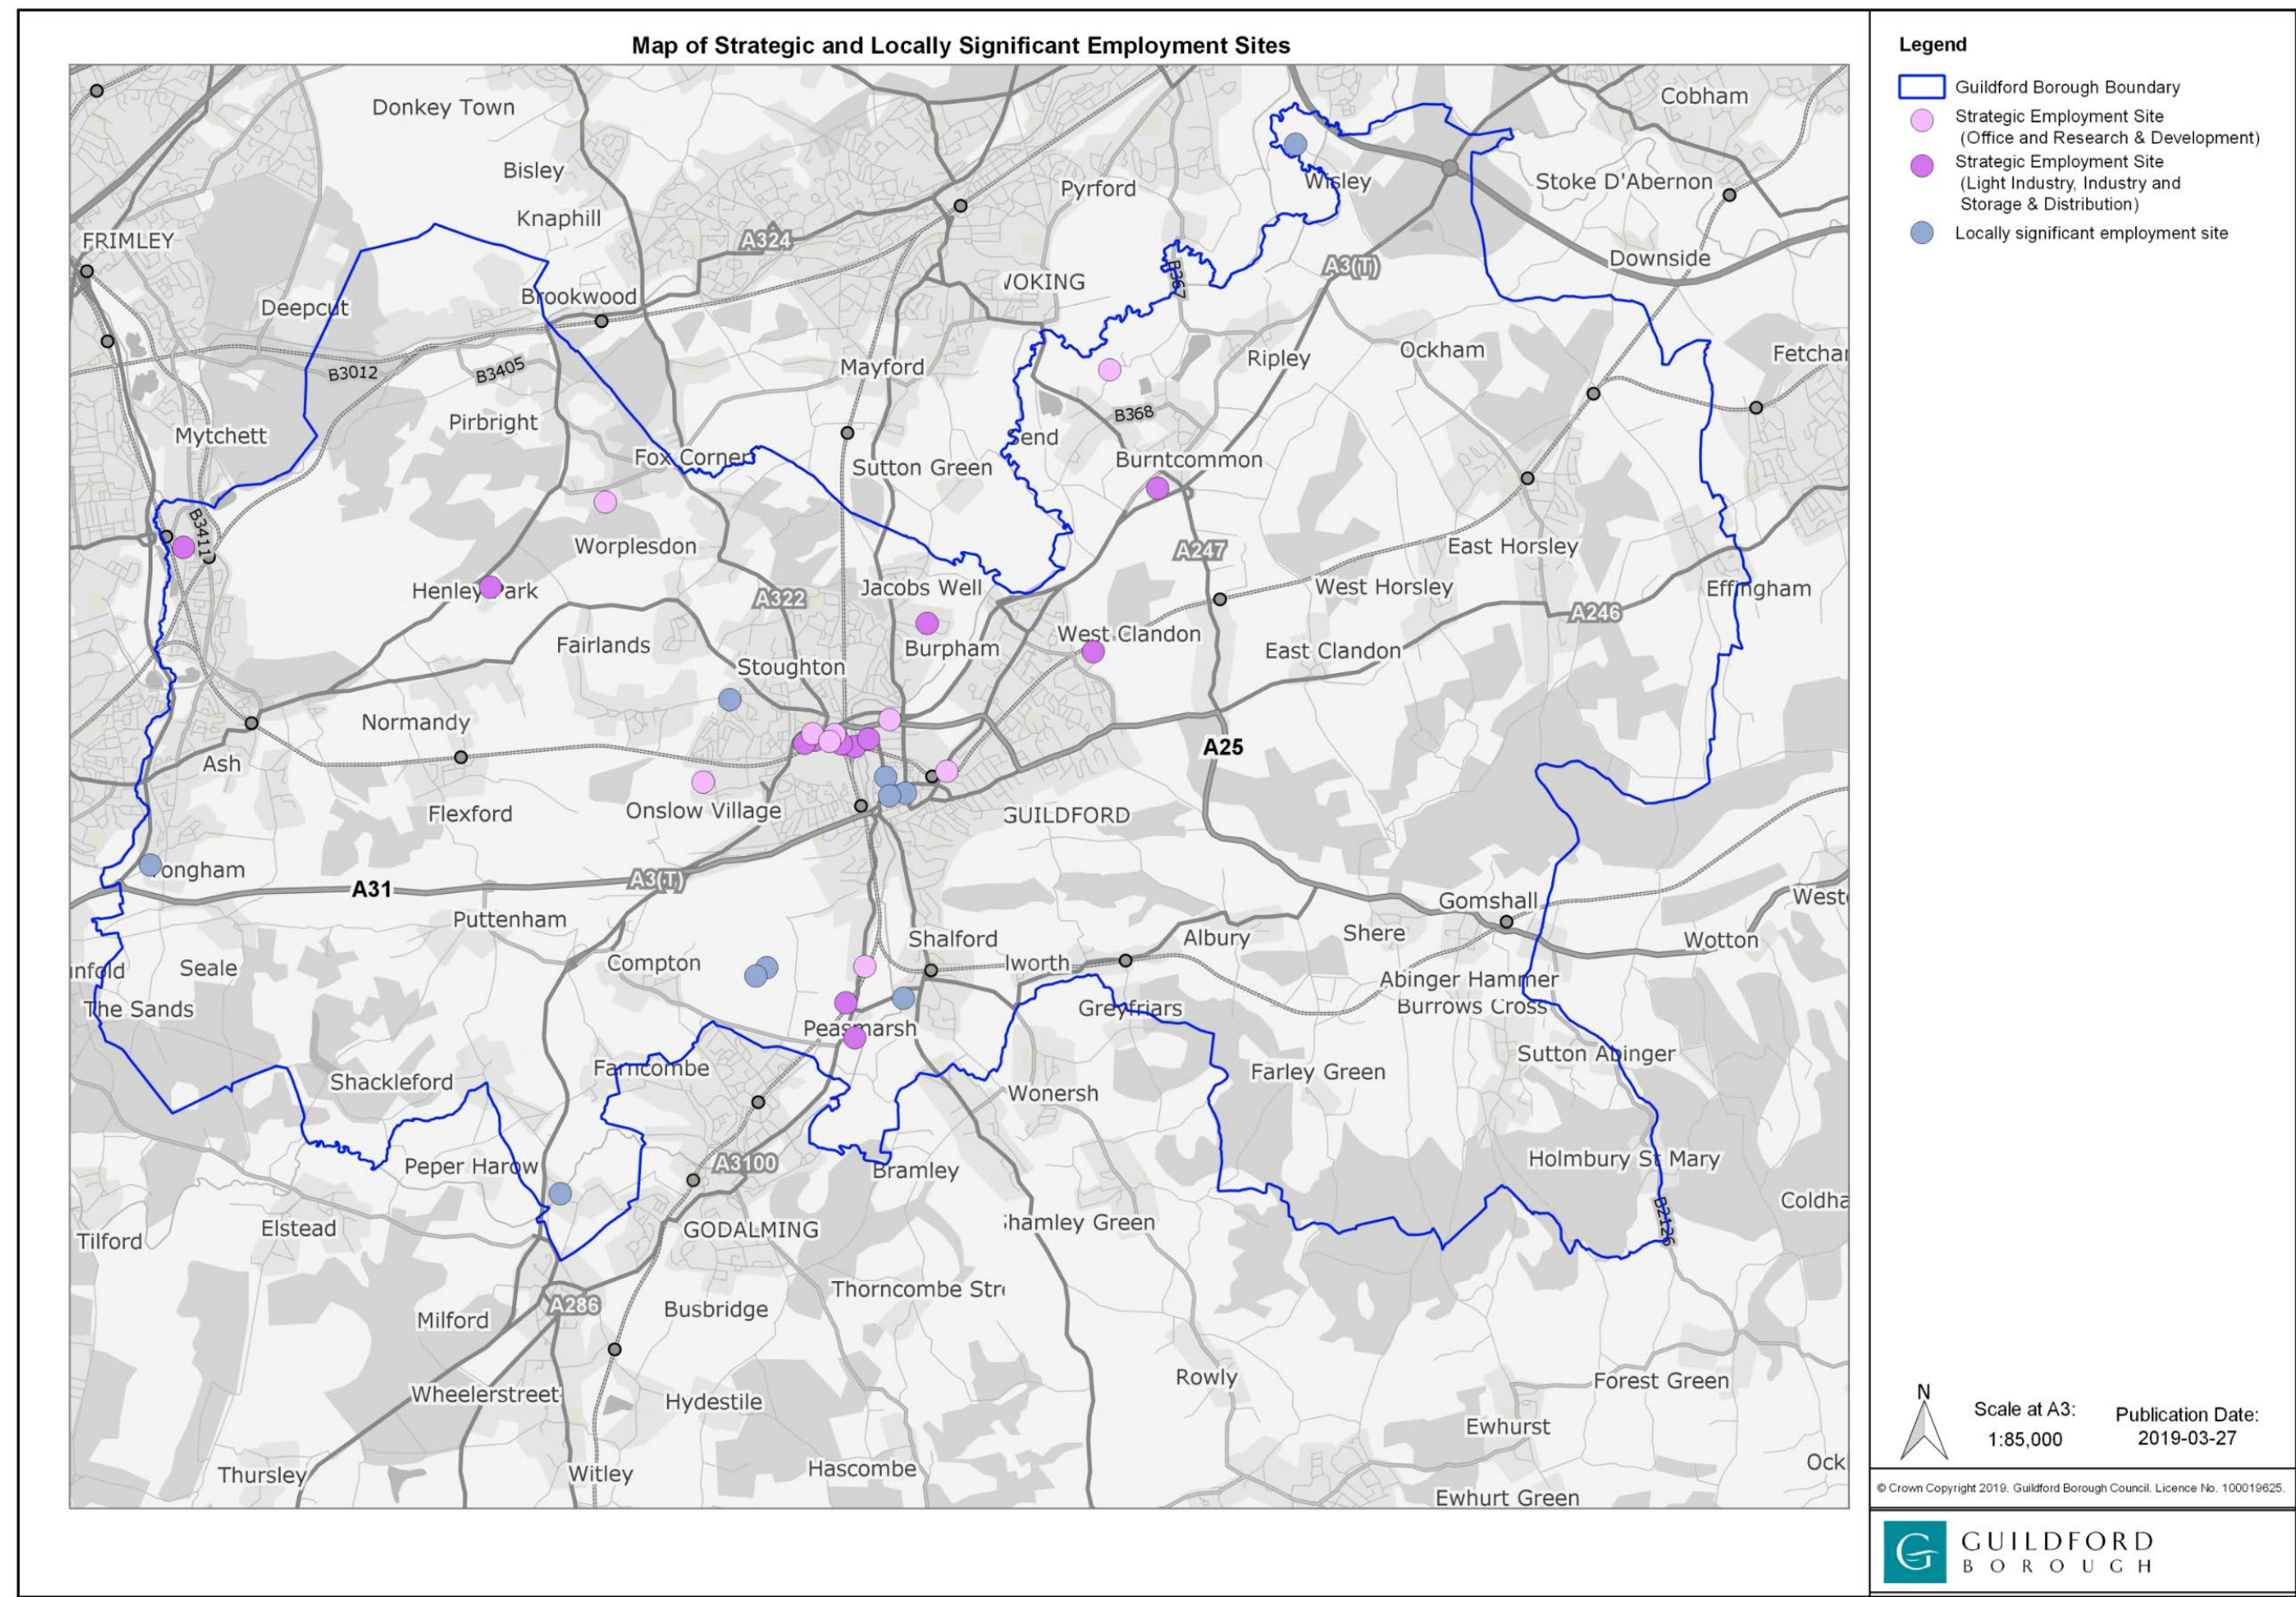 Map of Strategic and Locally Significant Employment Sites
Donkey Town
Cobham
Bisley
Pyrford
Wisley
Stoke D'Abernon
Knaphill
FRIMLEY
A324
Downside
A3(T)
B367
Deepcut
Brookwood
Mayford
Ripley
Ockham
B3012
B3405
B368
Pirbright
Mytchett
Fox Corner
Sutton Green
Burntcommon
B3411
Worplesdon
A247
East Horsley
Henley Park
A322
Jacobs Well
West Horsley
Effingham
A246
Fairlands
Burpham
West Clandon
East Clandon
Stoughton
Normandy
A25
Ash
Flexford
Onslow Village
GUILDFORD
A31
A3(T)
Gomshall
Puttenham
Shalford
Albury
Shere
Wotton
Seale
Compton
Abinger Hammer
The Sands
Greyfriars
Burrows Cross
Peasmarsh
Farncombe
Sutton Abinger
Shackleford
Wonersh
Farley Green
Peper Harow
A3100
Bramley
Holmbury St Mary
B2126
Elstead
Tilford
GODALMING
Thorncombe
A286
Busbridge
Milford
Rowly
Forest Green
Wheelerstreet
Hydestile
Ewhurst
Thursley
Witley
Hascombe
Ewhurt Green
Legend
Guildford Borough Boundary
Strategic Employment Site
(Office and Research & Development)
Strategic Employment Site
(Light Industry, Industry and
Storage & Distribution)
Locally significant employment site
N
Scale at A3:
1:85,000
Publication Date:
2019-03-27
© Crown Copyright 2019. Guildford Borough Council. Licence No. 100019625.
G
GUILDFORD
BOROUGH